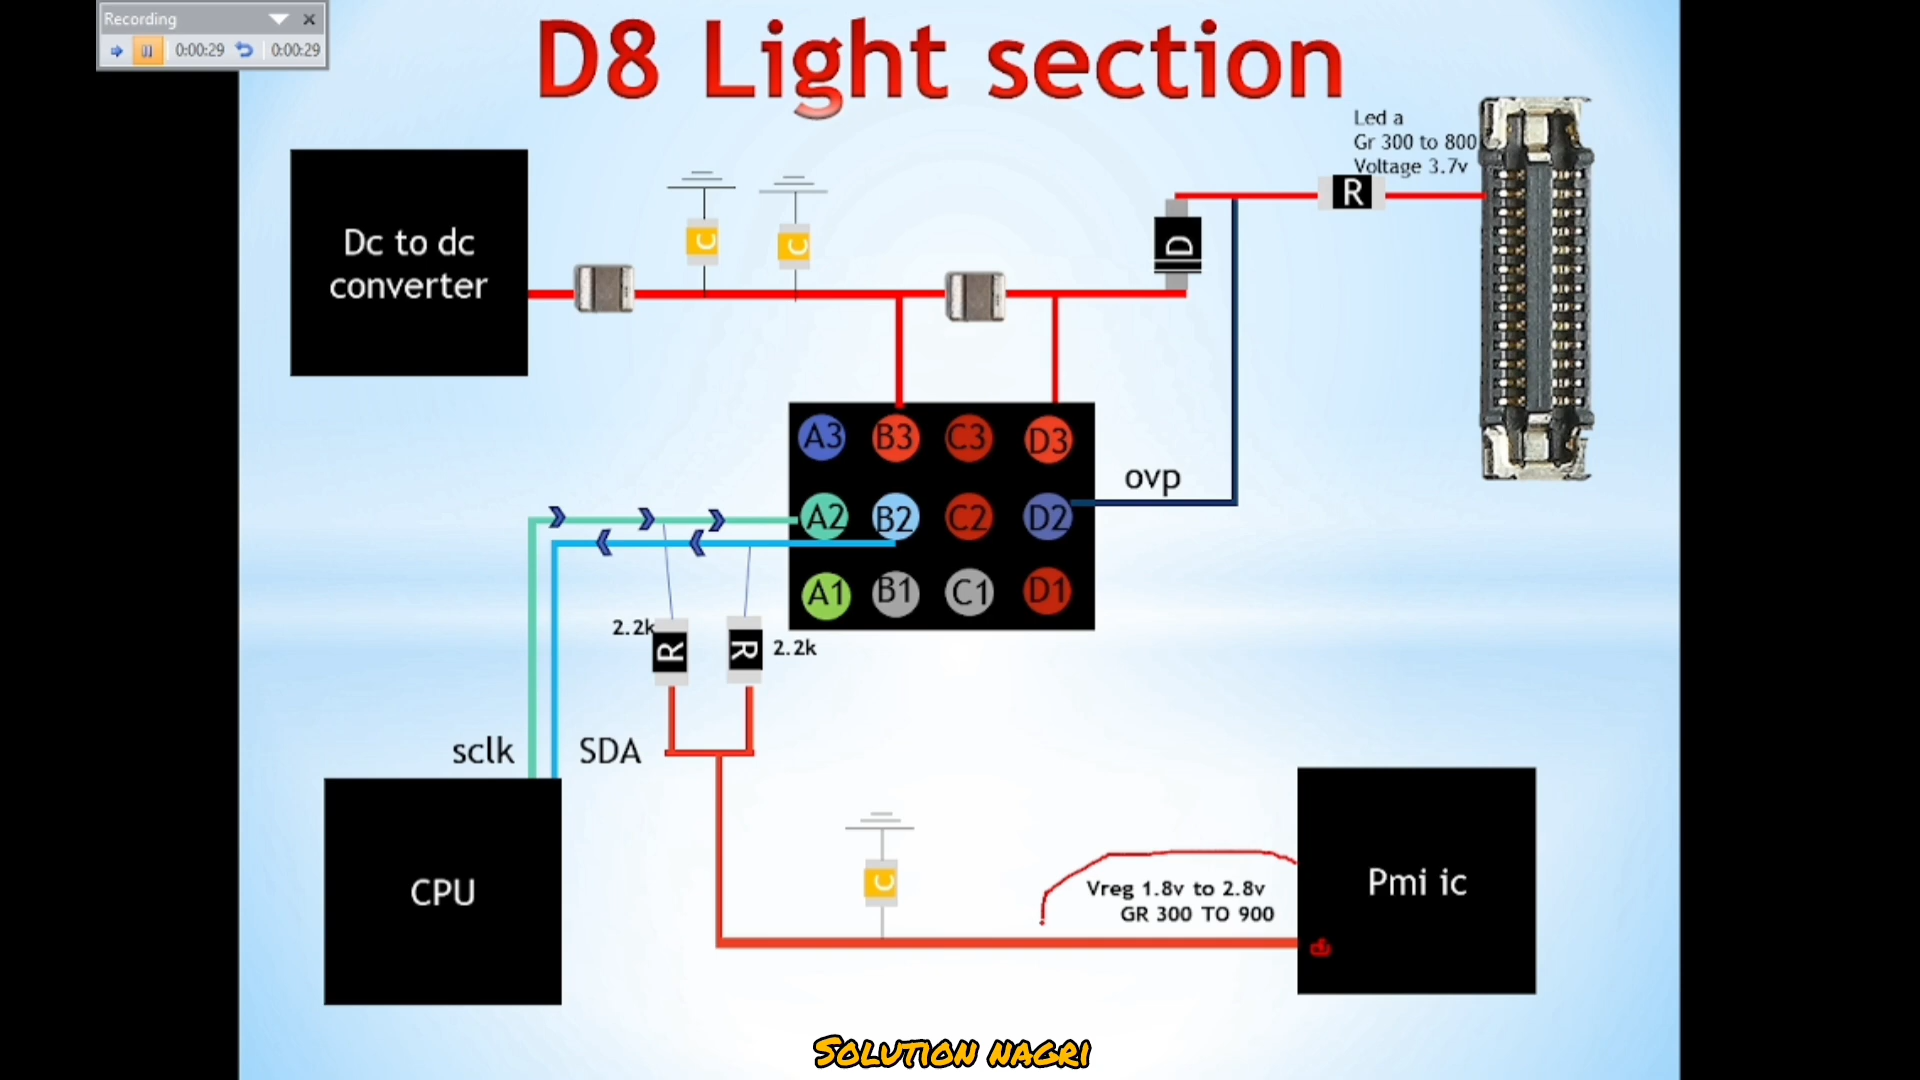 Recording
0:00:29
0:00:29
D8 Light section
Led a
Gr 300 to 800
Voltage 3.7v
R
Dc to dc
converter
C
C
D
A3
B3
C3
D3
ovp
A2
B2
C2
D2
A1
B1
C1
D1
2.2k
R
R
2.2k
sclk
SDA
CPU
C
Vreg 1.8v to 2.8v
GR 300 TO 900
Pmi ic
SOLUTION NAGRI